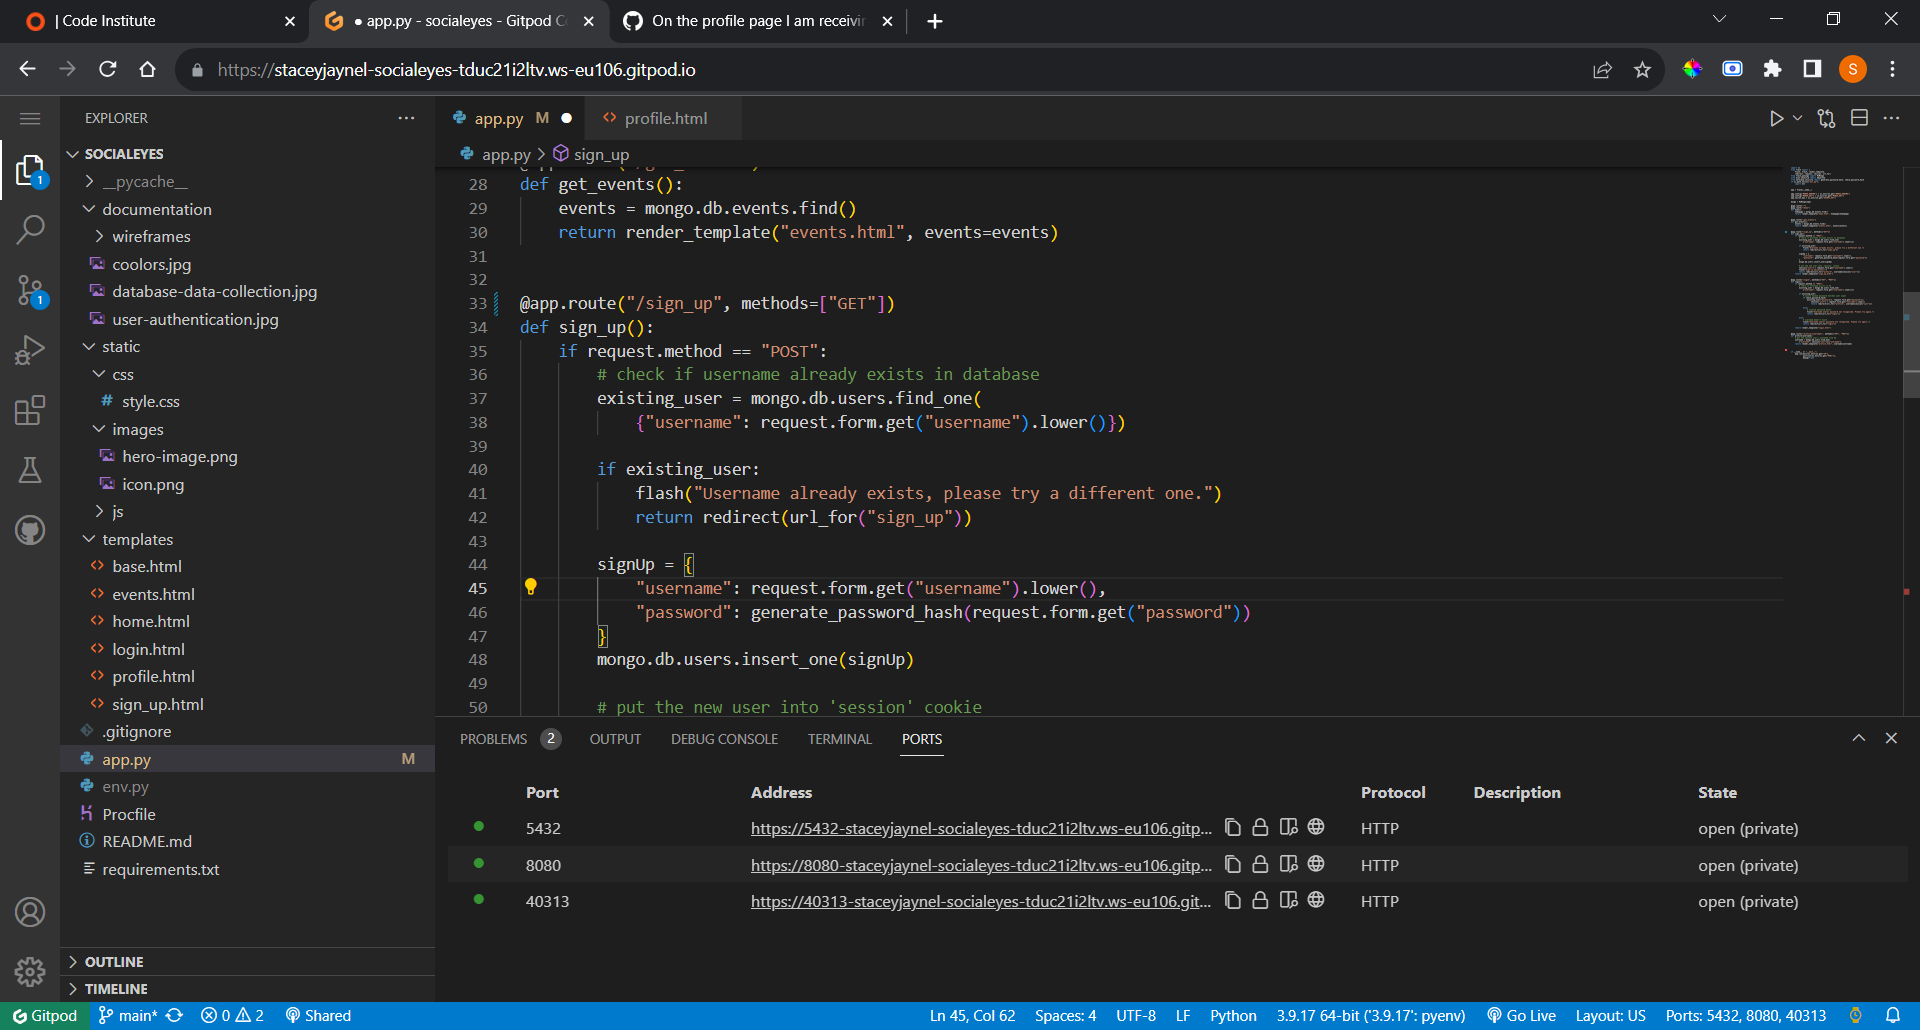 | Code Institute
● app.py - socialeyes - Gitpod C
On the profile page I am receivin
https://staceyjaynel-socialeyes-tduc21i2ltv.ws-eu106.gitpod.io
S
EXPLORER
SOCIALEYES
__pycache__
documentation
wireframes
coolors.jpg
database-data-collection.jpg
user-authentication.jpg
static
css
style.css
images
hero-image.png
icon.png
js
templates
base.html
events.html
home.html
login.html
profile.html
sign_up.html
.gitignore
app.py M
env.py
Procfile
README.md
requirements.txt
OUTLINE
TIMELINE
1
1
app.py M
profile.html
app.py > sign_up
28 def get_events():
29 events = mongo.db.events.find()
30 return render_template("events.html", events=events)
31
32
33 @app.route("/sign_up", methods=["GET"])
34 def sign_up():
35 if request.method == "POST":
36 # check if username already exists in database
37 existing_user = mongo.db.users.find_one(
38 {"username": request.form.get("username").lower()})
39
40 if existing_user:
41 flash("Username already exists, please try a different one.")
42 return redirect(url_for("sign_up"))
43
44 signUp = {
45 "username": request.form.get("username").lower(),
46 "password": generate_password_hash(request.form.get("password"))
47 }
48 mongo.db.users.insert_one(signUp)
49
50 # put the new user into 'session' cookie
PROBLEMS 2 OUTPUT DEBUG CONSOLE TERMINAL PORTS
Port Address Protocol Description State
5432 https://5432-staceyjaynel-socialeyes-tduc21i2ltv.ws-eu106.gitp... HTTP open (private)
8080 https://8080-staceyjaynel-socialeyes-tduc21i2ltv.ws-eu106.gitp... HTTP open (private)
40313 https://40313-staceyjaynel-socialeyes-tduc21i2ltv.ws-eu106.git... HTTP open (private)
Gitpod main* 0 2 Shared Ln 45, Col 62 Spaces: 4 UTF-8 LF Python 3.9.17 64-bit ('3.9.17': pyenv) Go Live Layout: US Ports: 5432, 8080, 40313